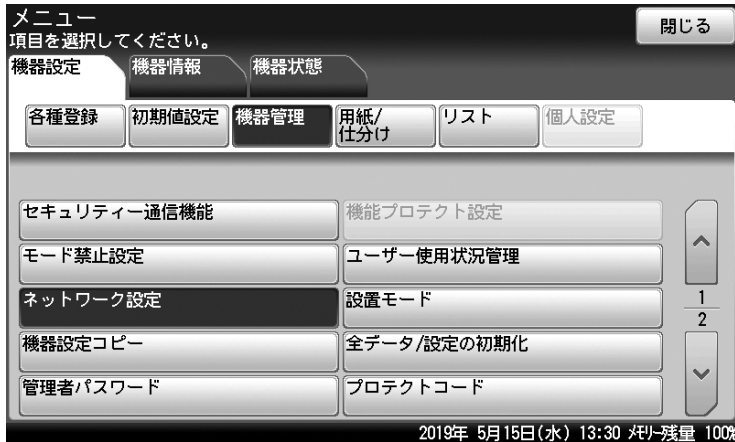 メニュー
閉じる
項目を選択してください。
機器設定
機器情報
機器状態
各種登録
初期値設定
機器管理
用紙/
仕分け
リスト
個人設定
セキュリティー通信機能
機能プロテクト設定
モード禁止設定
ユーザー使用状況管理
ネットワーク設定
設置モード
1
2
機器設定コピー
全データ/設定の初期化
管理者パスワード
プロテクトコード
2019年 5月15日(水) 13:30 メモリー残量 100%